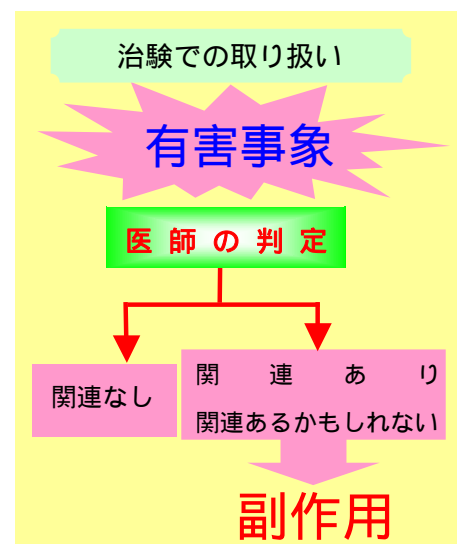 治験での取り扱い
有害事象
医師の判定
関連なし
関連あり
関連あるかもしれない
副作用